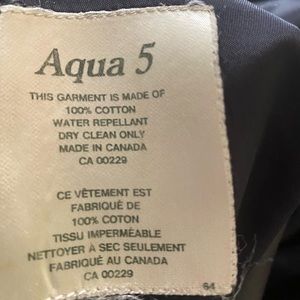 Aqua 5
THIS GARMENT IS MADE OF
100% COTTON
WATER REPELLANT
DRY CLEAN ONLY
MADE IN CANADA
CA 00229
CE VÊTEMENT EST
FABRIQUÉ DE
100% COTON
TISSU IMPERMÉABLE
NETTOYER À SEC SEULEMENT
FABRIQUÉ AU CANADA
CA 00229
64